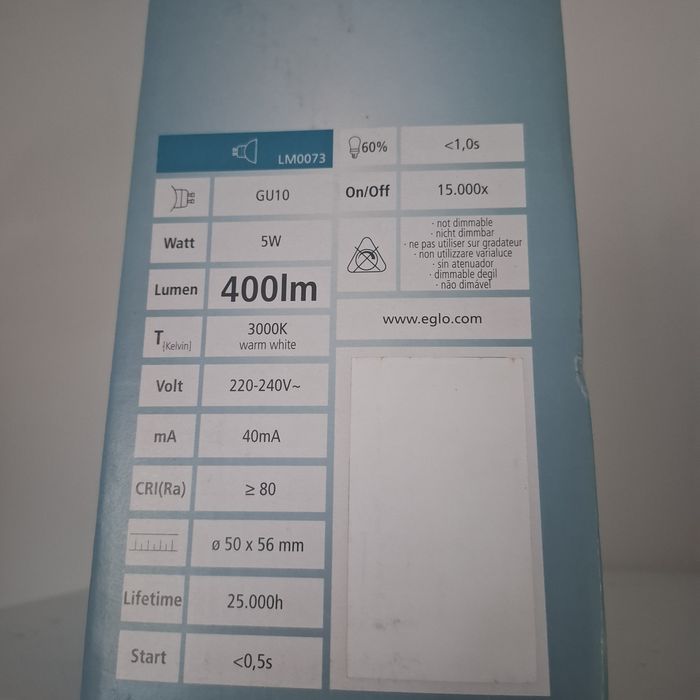 LM0073
GU10
Watt 5W
Lumen 400lm
T [Kelvin] 3000K
warm white
Volt 220-240V~
mA 40mA
CRI(Ra) ≥ 80
ø 50 x 56 mm
Lifetime 25.000h
Start <0,5s
60% <1,0s
On/Off 15.000x
· not dimmable
· nicht dimmbar
· ne pas utiliser sur gradateur
· non utilizzare varialuce
· sin atenuador
· dimmable degil
· não dimável
www.eglo.com